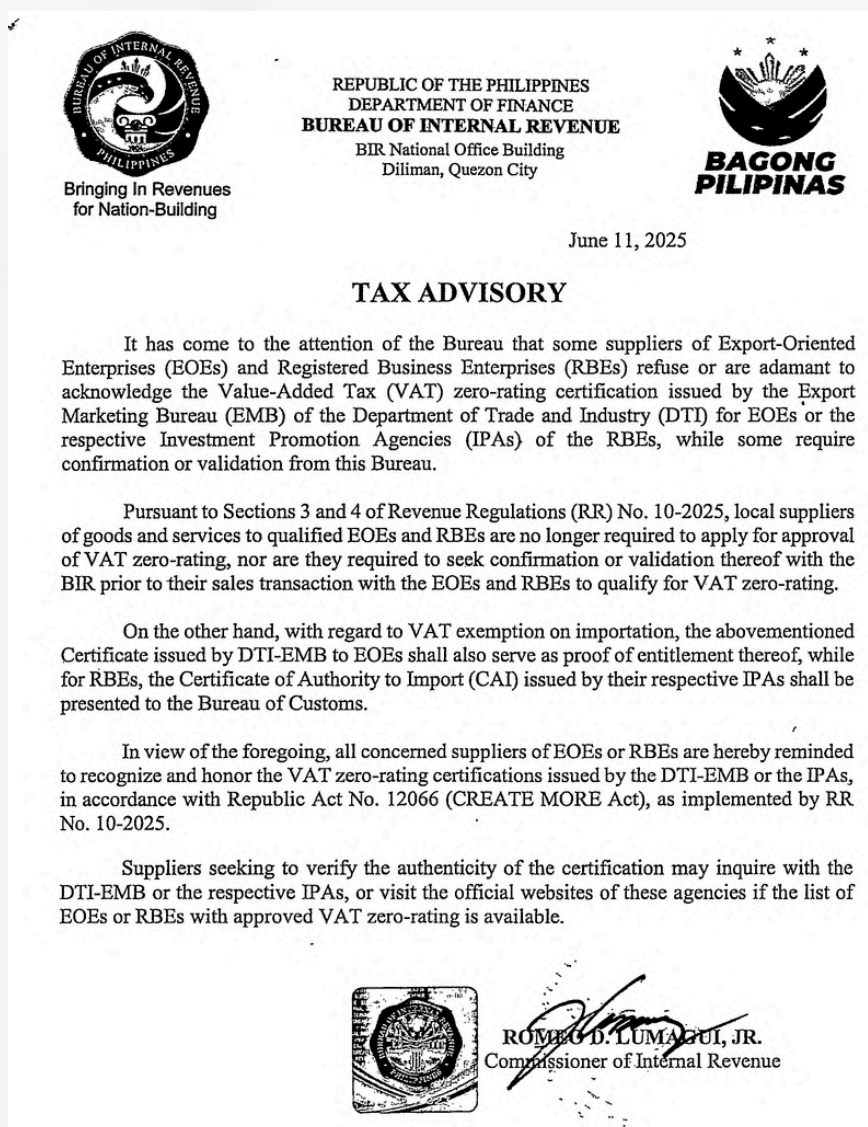 BUREAU OF INTERNAL REVENUE
PHILIPPINES
Bringing In Revenues
for Nation-Building
REPUBLIC OF THE PHILIPPINES
DEPARTMENT OF FINANCE
BUREAU OF INTERNAL REVENUE
BIR National Office Building
Diliman, Quezon City
BAGONG
PILIPINAS
June 11, 2025
TAX ADVISORY
It has come to the attention of the Bureau that some suppliers of Export-Oriented
Enterprises (EOEs) and Registered Business Enterprises (RBEs) refuse or are adamant to
acknowledge the Value-Added Tax (VAT) zero-rating certification issued by the Export
Marketing Bureau (EMB) of the Department of Trade and Industry (DTI) for EOEs or the
respective Investment Promotion Agencies (IPAs) of the RBEs, while some require
confirmation or validation from this Bureau.
Pursuant to Sections 3 and 4 of Revenue Regulations (RR) No. 10-2025, local suppliers
of goods and services to qualified EOEs and RBEs are no longer required to apply for approval
of VAT zero-rating, nor are they required to seek confirmation or validation thereof with the
BIR prior to their sales transaction with the EOEs and RBEs to qualify for VAT zero-rating.
On the other hand, with regard to VAT exemption on importation, the abovementioned
Certificate issued by DTI-EMB to EOEs shall also serve as proof of entitlement thereof, while
for RBEs, the Certificate of Authority to Import (CAI) issued by their respective IPAs shall be
presented to the Bureau of Customs.
In view of the foregoing, all concerned suppliers of EOEs or RBEs are hereby reminded
to recognize and honor the VAT zero-rating certifications issued by the DTI-EMB or the IPAs,
in accordance with Republic Act No. 12066 (CREATE MORE Act), as implemented by RR
No. 10-2025.
Suppliers seeking to verify the authenticity of the certification may inquire with the
DTI-EMB or the respective IPAs, or visit the official websites of these agencies if the list of
EOEs or RBEs with approved VAT zero-rating is available.
BUREAU OF INTERNAL REVENUE
PHILIPPINES
ROMEO D. LUMAGUI, JR.
Commissioner of Internal Revenue